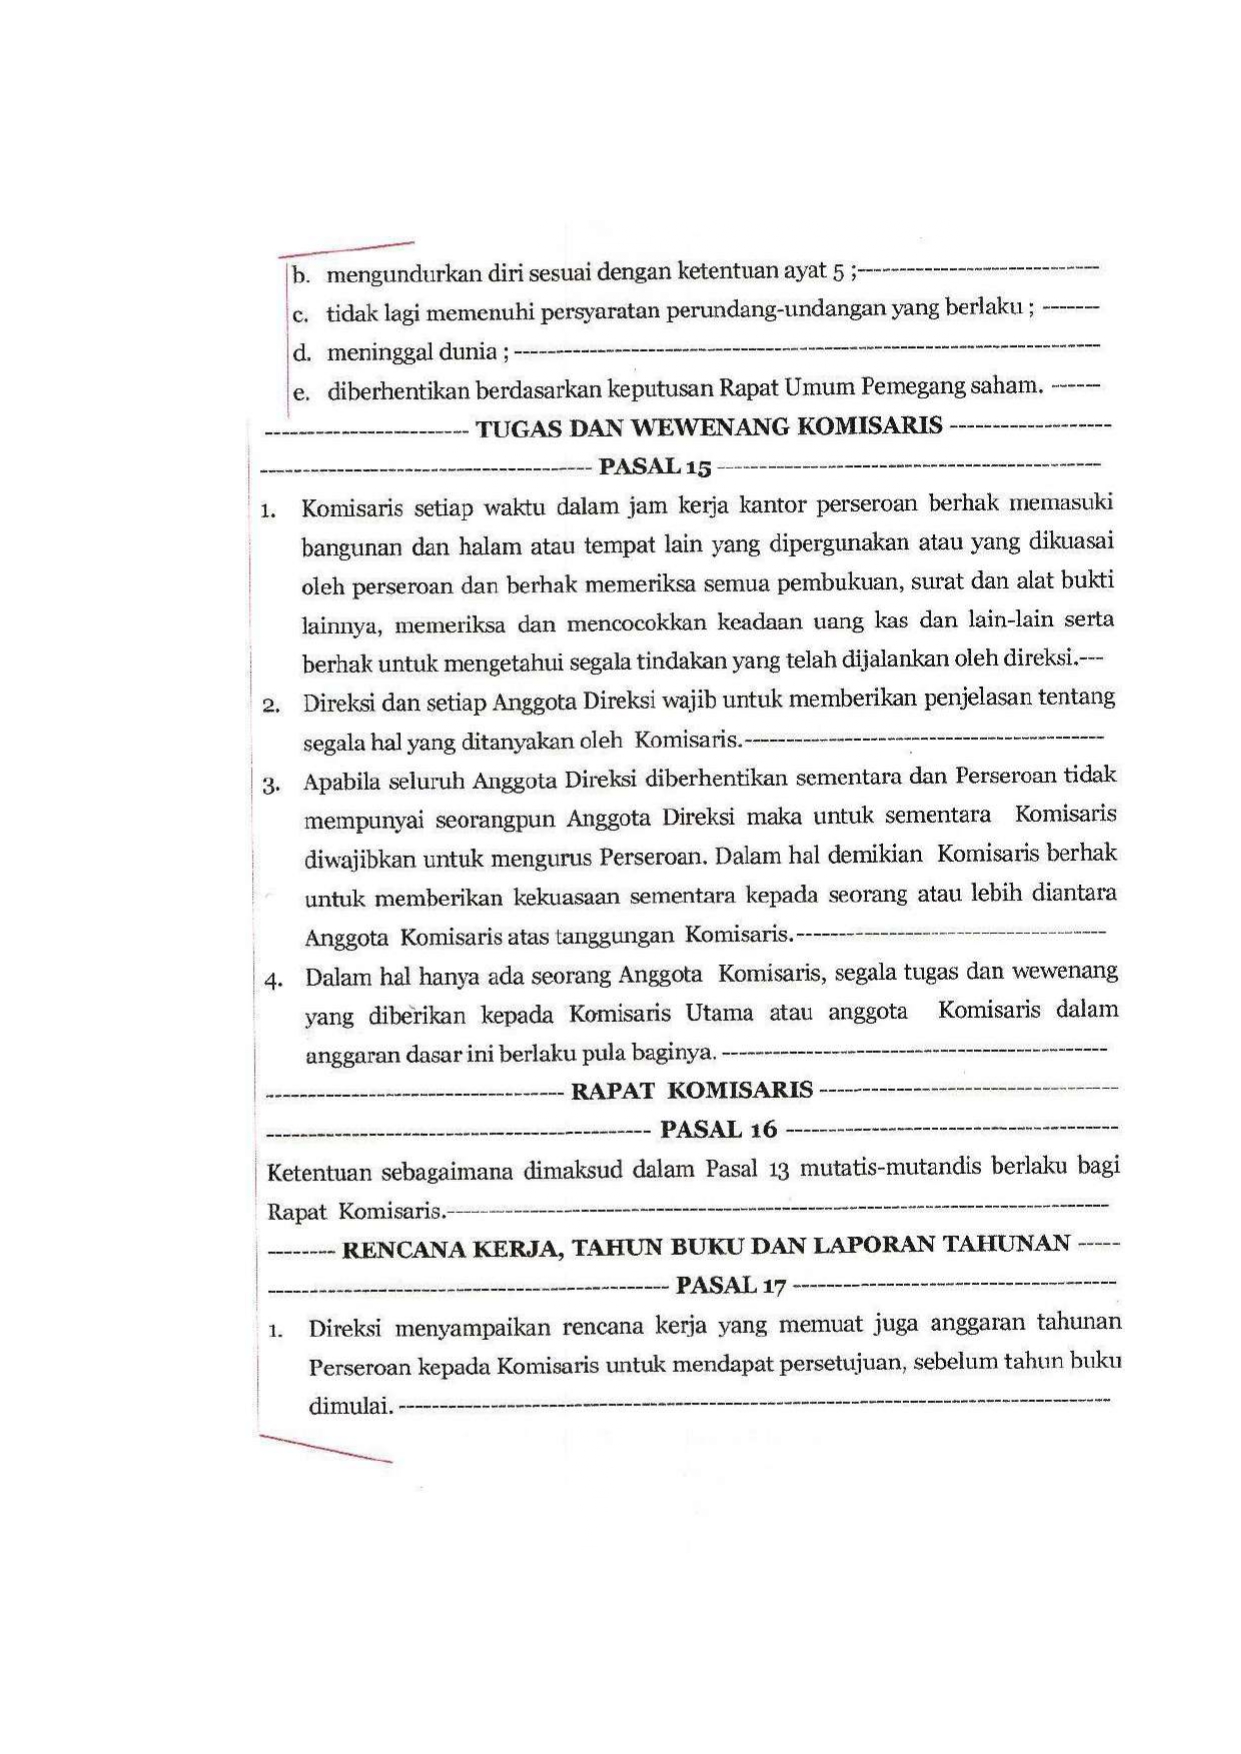 b. mengundurkan diri sesuai dengan ketentuan ayat 5 ;-----------------------------
c. tidak lagi memenuhi persyaratan perundang-undangan yang berlaku ; -------
d. meninggal dunia ; ----------------------------------------------------------------------
e. diberhentikan berdasarkan keputusan Rapat Umum Pemegang saham. ------
------------------------ TUGAS DAN WEWENANG KOMISARIS -------------------
---------------------------------------- PASAL 15 ----------------------------------------------
1. Komisaris setiap waktu dalam jam kerja kantor perseroan berhak memasuki
bangunan dan halam atau tempat lain yang dipergunakan atau yang dikuasai
oleh perseroan dan berhak memeriksa semua pembukuan, surat dan alat bukti
lainnya, memeriksa dan mencocokkan keadaan uang kas dan lain-lain serta
berhak untuk mengetahui segala tindakan yang telah dijalankan oleh direksi.---
2. Direksi dan setiap Anggota Direksi wajib untuk memberikan penjelasan tentang
segala hal yang ditanyakan oleh Komisaris.-------------------------------------------
3. Apabila seluruh Anggota Direksi diberhentikan sementara dan Perseroan tidak
mempunyai seorangpun Anggota Direksi maka untuk sementara Komisaris
diwajibkan untuk mengurus Perseroan. Dalam hal demikian Komisaris berhak
untuk memberikan kekuasaan sementara kepada seorang atau lebih diantara
Anggota Komisaris atas tanggungan Komisaris.-------------------------------------
4. Dalam hal hanya ada seorang Anggota Komisaris, segala tugas dan wewenang
yang diberikan kepada Komisaris Utama atau anggota Komisaris dalam
anggaran dasar ini berlaku pula baginya. ----------------------------------------------
----------------------------------- RAPAT KOMISARIS -----------------------------------
---------------------------------------------- PASAL 16 ---------------------------------------
Ketentuan sebagaimana dimaksud dalam Pasal 13 mutatis-mutandis berlaku bagi
Rapat Komisaris.-------------------------------------------------------------------------------
-------- RENCANA KERJA, TAHUN BUKU DAN LAPORAN TAHUNAN -----
------------------------------------------------ PASAL 17 ---------------------------------------
1. Direksi menyampaikan rencana kerja yang memuat juga anggaran tahunan
Perseroan kepada Komisaris untuk mendapat persetujuan, sebelum tahun buku
dimulai. -------------------------------------------------------------------------------------